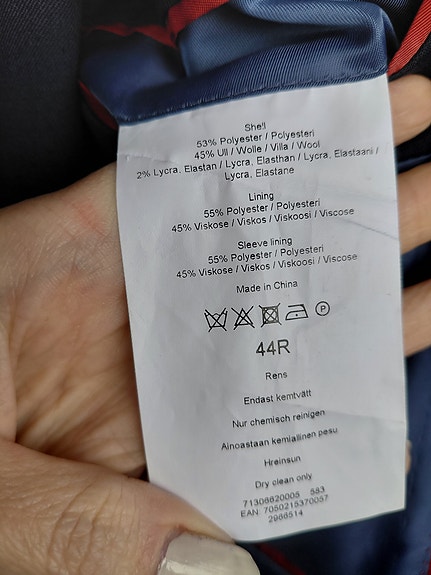 Shell
53% Polyester / Polyesteri
45% Ull / Wolle / Villa / Wool
2% Lycra, Elastan / Lycra, Elasthan / Lycra, Elastaani /
Lycra, Elastane
Lining
55% Polyester / Polyesteri
45% Viskose / Viskos / Viskoosi / Viscose
Sleeve lining
55% Polyester / Polyesteri
45% Viskose / Viskos / Viskoosi / Viscose
Made in China
P
44R
Rens
Endast kemtvätt
Nur chemisch reinigen
Ainoastaan kemiallinen pesu
Hreinsun
Dry clean only
71306820005 583
EAN: 7050215370057
2986514